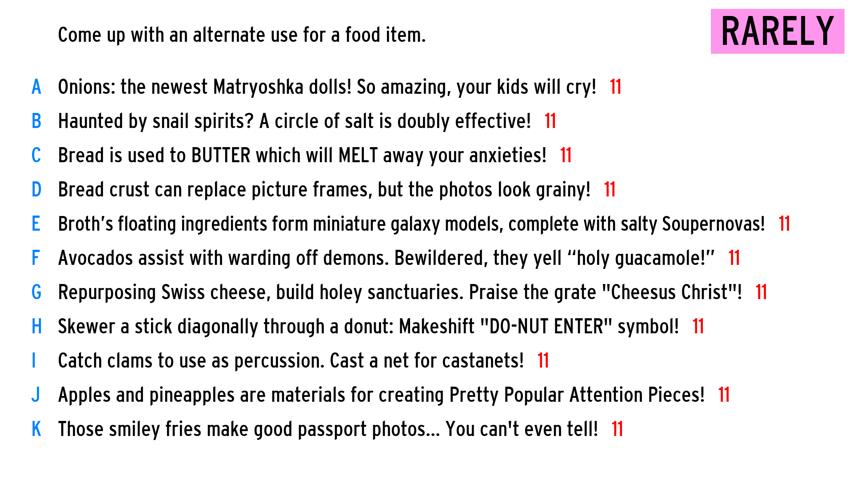 Come up with an alternate use for a food item.
RARELY
A Onions: the newest Matryoshka dolls! So amazing, your kids will cry! 11
B Haunted by snail spirits? A circle of salt is doubly effective! 11
C Bread is used to BUTTER which will MELT away your anxieties! 11
D Bread crust can replace picture frames, but the photos look grainy! 11
E Broth’s floating ingredients form miniature galaxy models, complete with salty Soupernovas! 11
F Avocados assist with warding off demons. Bewildered, they yell “holy guacamole!” 11
G Repurposing Swiss cheese, build holey sanctuaries. Praise the grate "Cheesus Christ"! 11
H Skewer a stick diagonally through a donut: Makeshift "DO-NUT ENTER" symbol! 11
I Catch clams to use as percussion. Cast a net for castanets! 11
J Apples and pineapples are materials for creating Pretty Popular Attention Pieces! 11
K Those smiley fries make good passport photos... You can't even tell! 11